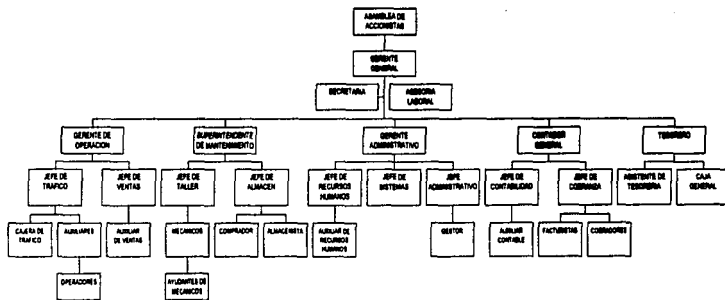 ASAMBLEA DE
ACCIONISTAS
GERENTE
GENERAL
SECRETARIA
ASESORIA
LABORAL
GERENTE DE
OPERACION
SUPERINTENDENTE
DE MANTENIMIENTO
GERENTE
ADMINISTRATIVO
CONTADOR
GENERAL
TESORERO
JEFE DE
TRAFICO
JEFE DE
VENTAS
JEFE DE
TALLER
JEFE DE
ALMACEN
JEFE DE
RECURSOS
HUMANOS
JEFE DE
SISTEMAS
JEFE
ADMINISTRATIVO
JEFE DE
CONTABILIDAD
JEFE DE
COBRANZA
ASISTENTE DE
TESORERIA
CAJA
GENERAL
CAJERA DE
TRAFICO
AUXILIARES
AUXILIAR
DE VENTAS
MECANICOS
COMPRADOR
ALMACENISTA
AUXILIAR DE
RECURSOS
HUMANOS
GESTOR
AUXILIAR
CONTABLE
FACTURISTAS
COBRADORES
OPERADORES
AYUDANTES DE
MECANICOS